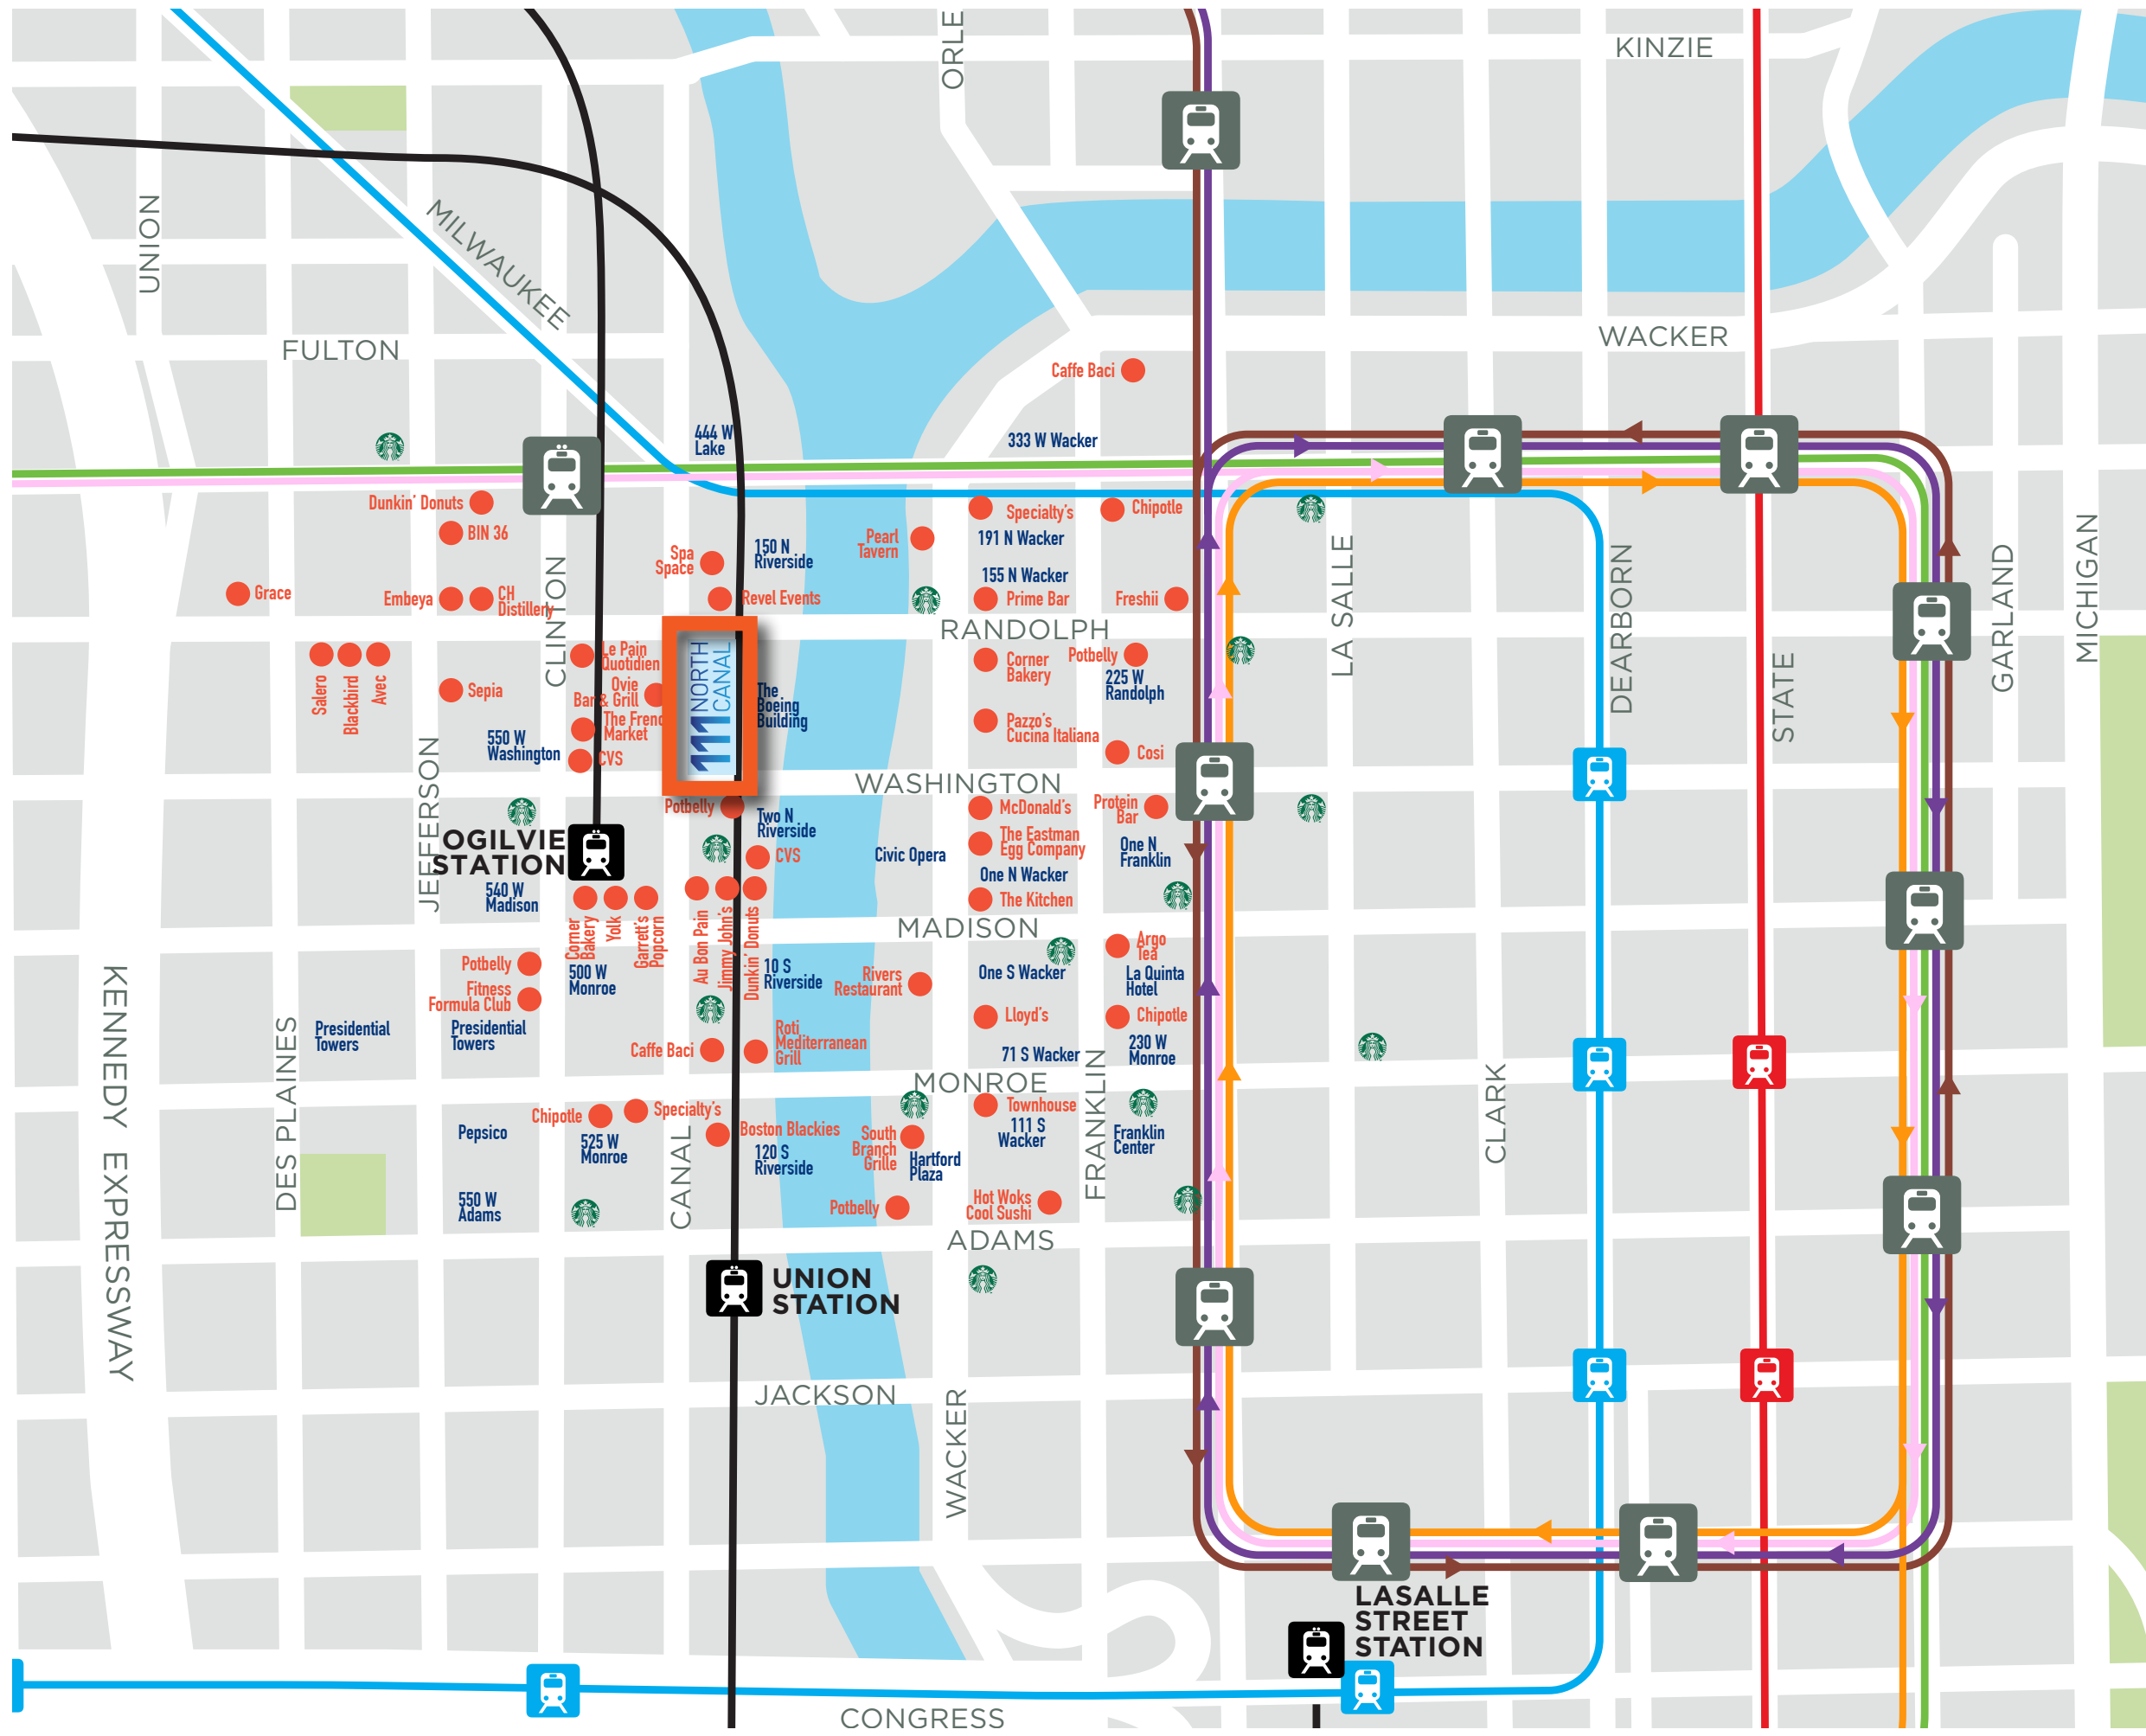 ORLE
KINZIE
UNION
MILWAUKEE
FULTON
WACKER
Caffe Baci
444 W
Lake
333 W Wacker
Dunkin' Donuts
BIN 36
Specialty's
Chipotle
191 N Wacker
Pearl
Tavern
150 N
Riverside
Spa
Space
155 N Wacker
Grace
Embeya
CH
Distillery
Revel Events
Prime Bar
Freshii
CLINTON
LA SALLE
DEARBORN
STATE
GARLAND
MICHIGAN
RANDOLPH
Salero
Blackbird
Avec
Sepia
Le Pain
Quotidien
Ovie
Bar & Grill
The Frenc
Market
CVS
550 W
Washington
111 NORTH
CANAL
The
Boeing
Building
Corner
Bakery
Potbelly
225 W
Randolph
Pazzo's
Cucina Italiana
Cosi
JEFFERSON
WASHINGTON
Potbelly
Two N
Riverside
CVS
McDonald's
Protein
Bar
The Eastman
Egg Company
Civic Opera
One N
Franklin
One N Wacker
The Kitchen
OGILVIE
STATION
540 W
Madison
Corner
Bakery
Yolk
Garrett's
Popcorn
Au Bon Pain
Jimmy John's
Dunkin' Donuts
MADISON
Potbelly
Fitness
Formula Club
500 W
Monroe
10 S
Riverside
Rivers
Restaurant
One S Wacker
Argo
Tea
La Quinta
Hotel
Presidential
Towers
Presidential
Towers
Caffe Baci
Roti
Mediterranean
Grill
Lloyd's
Chipotle
71 S Wacker
230 W
Monroe
KENNEDY EXPRESSWAY
DES PLAINES
MONROE
FRANKLIN
CLARK
Chipotle
Specialty's
Pepsico
525 W
Monroe
CANAL
Boston Blackies
120 S
Riverside
South
Branch
Grille
Hartford
Plaza
Townhouse
111 S
Wacker
Franklin
Center
550 W
Adams
Potbelly
Hot Woks
Cool Sushi
ADAMS
UNION
STATION
JACKSON
WACKER
LASALLE
STREET
STATION
CONGRESS